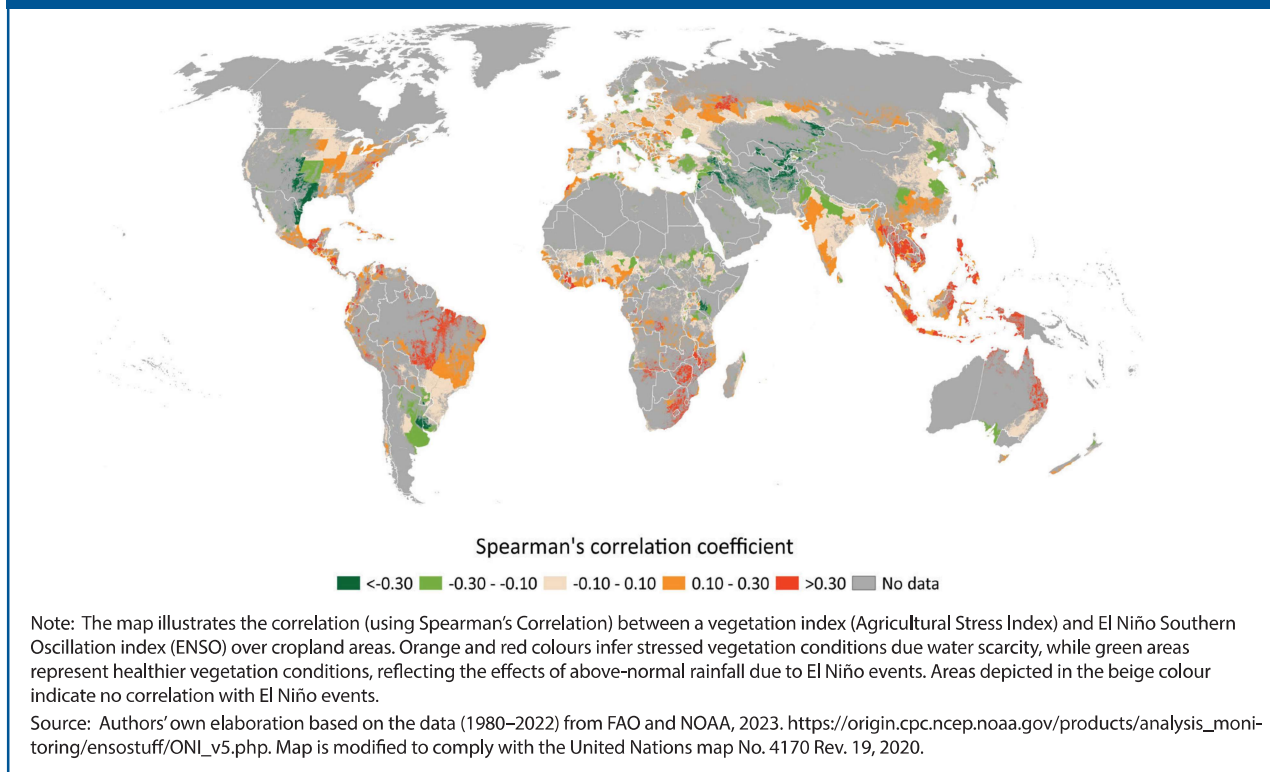 Spearman's correlation coefficient
<-0.30 -0.30 - -0.10 -0.10 - 0.10 0.10 - 0.30 >0.30 No data
Note: The map illustrates the correlation (using Spearman's Correlation) between a vegetation index (Agricultural Stress Index) and El Niño Southern
Oscillation index (ENSO) over cropland areas. Orange and red colours infer stressed vegetation conditions due water scarcity, while green areas
represent healthier vegetation conditions, reflecting the effects of above-normal rainfall due to El Niño events. Areas depicted in the beige colour
indicate no correlation with El Niño events.
Source: Authors' own elaboration based on the data (1980–2022) from FAO and NOAA, 2023. https://origin.cpc.ncep.noaa.gov/products/analysis_moni-
toring/ensostuff/ONI_v5.php. Map is modified to comply with the United Nations map No. 4170 Rev. 19, 2020.